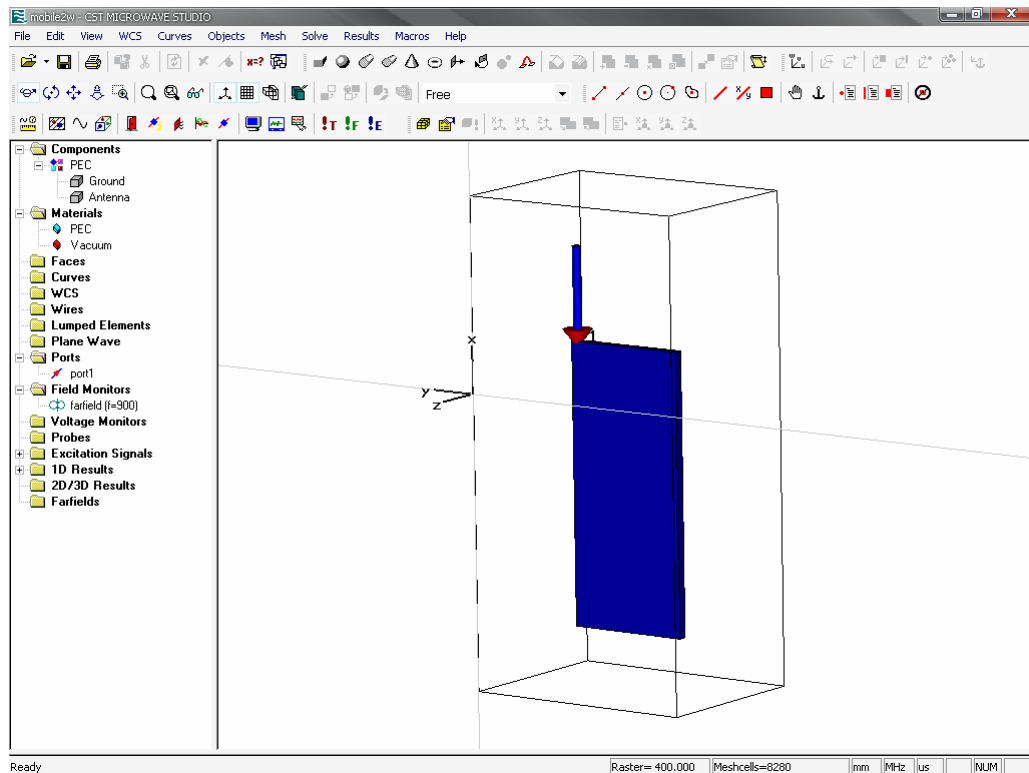 mobile2w - CST MICROWAVE STUDIO
File Edit View WCS Curves Objects Mesh Solve Results Macros Help
x=?
Free
!T !F !E
Components
PEC
Ground
Antenna
Materials
PEC
Vacuum
Faces
Curves
WCS
Wires
Lumped Elements
Plane Wave
Ports
port1
Field Monitors
farfield (f=900)
Voltage Monitors
Probes
Excitation Signals
1D Results
2D/3D Results
Farfields
1
x
y
z
Ready Raster= 400.000 Meshcells=8280 mm MHz us NUM